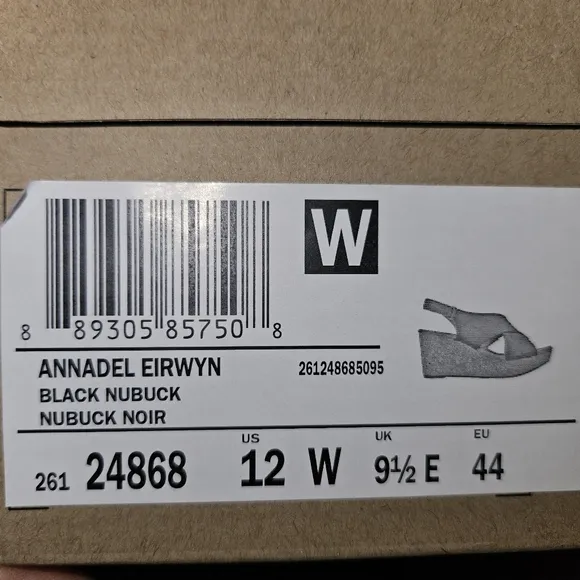 W
8 89305 85750 8
ANNADEL EIRWYN 261248685095
BLACK NUBUCK
NUBUCK NOIR
US UK EU
261 24868 12 W 9½ E 44